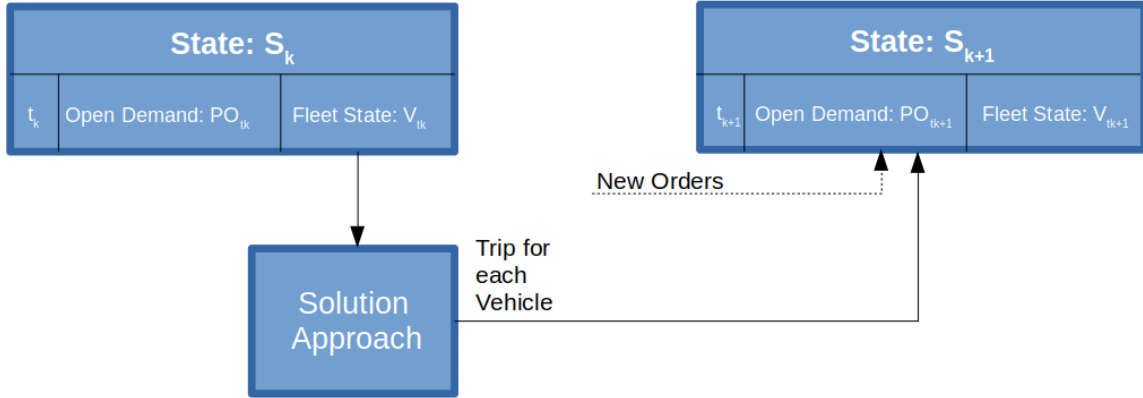 State: Sk
tk
Open Demand: POtk
Fleet State: Vtk
State: Sk+1
tk+1
Open Demand: POtk+1
Fleet State: Vtk+1
New Orders
Trip for
each
Vehicle
Solution
Approach